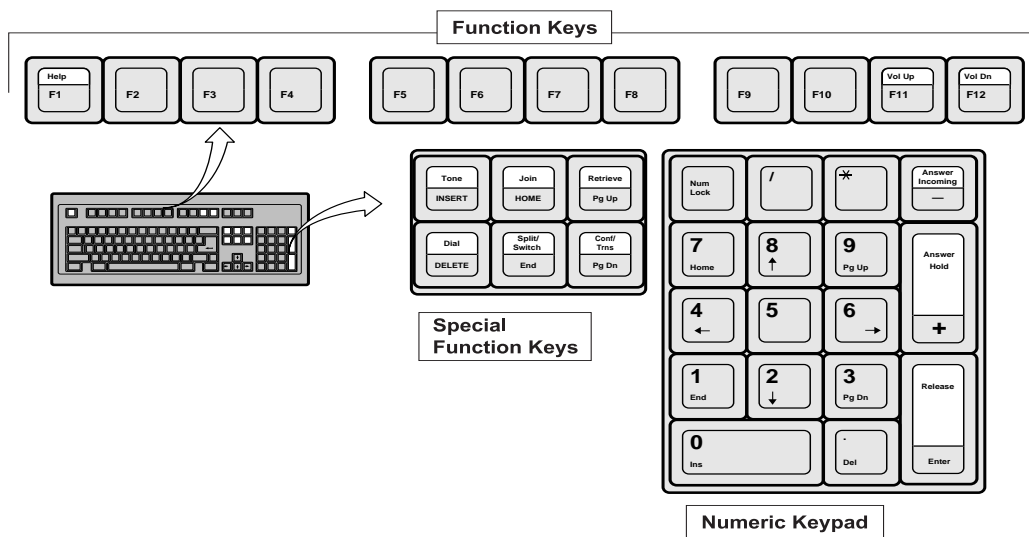 Function Keys
Help
F1
F2
F3
F4
F5
F6
F7
F8
F9
F10
Vol Up
F11
Vol Dn
F12
Tone
INSERT
Join
HOME
Retrieve
Pg Up
Dial
DELETE
Split/
Switch
End
Conf/
Trns
Pg Dn
Special
Function Keys
Num
Lock
/
*
Answer
Incoming
—
7
Home
8
↑
9
Pg Up
Answer
Hold
+
4
←
5
6
→
1
End
2
↓
3
Pg Dn
Release
Enter
0
Ins
.
Del
Numeric Keypad